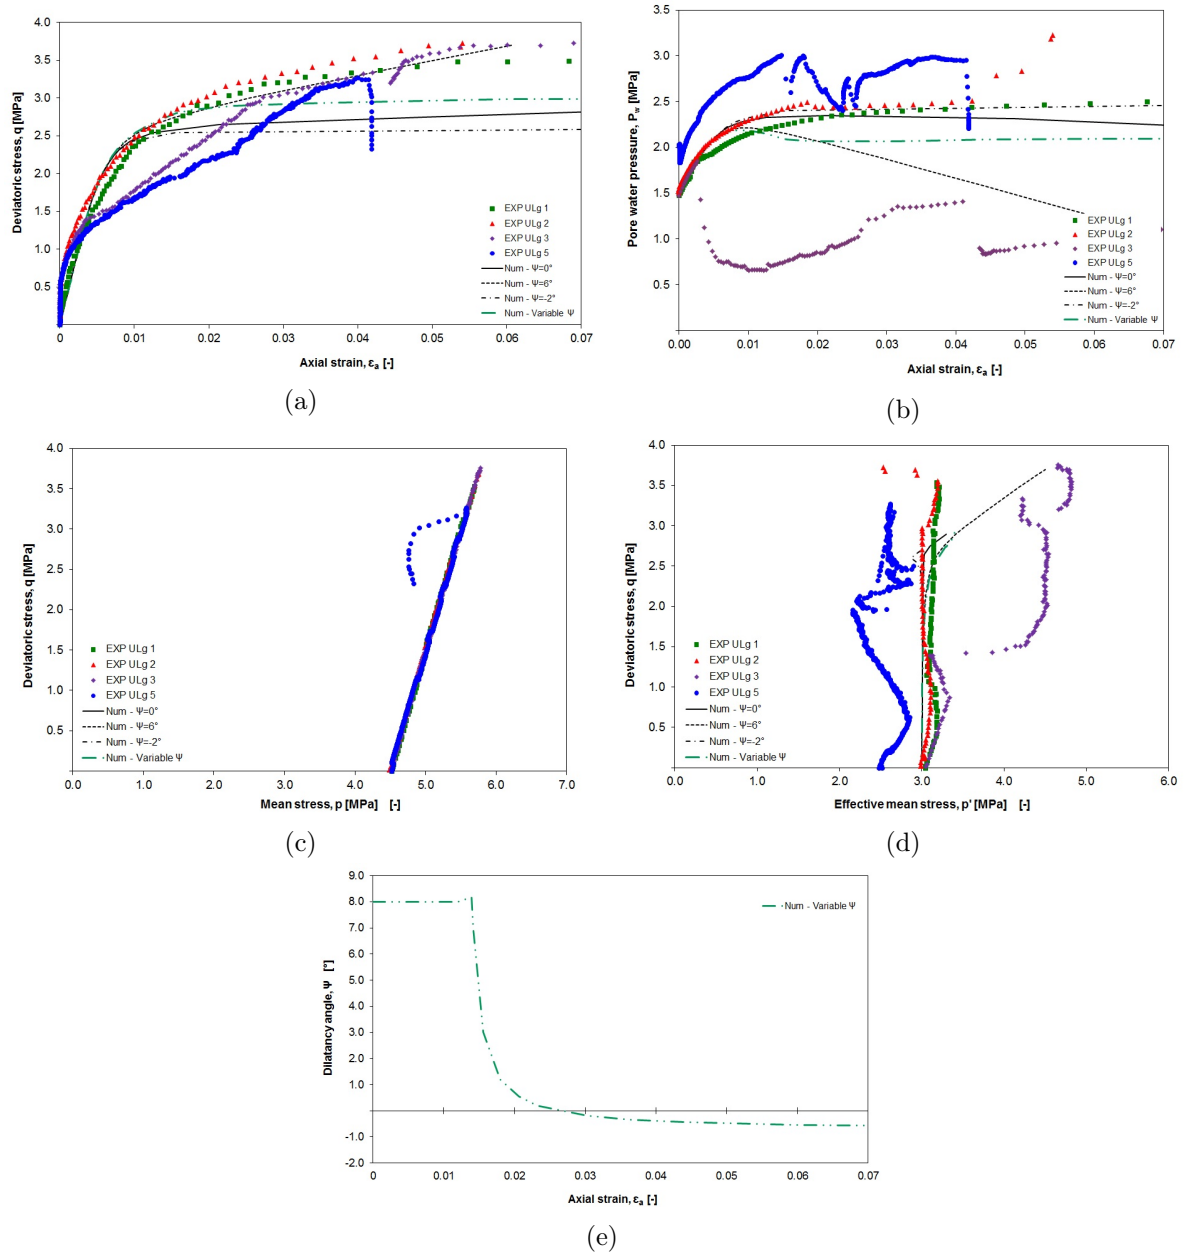 4.0
3.5
3.0
2.5
2.0
1.5
1.0
0.5
0
0.01
0.02
0.03
0.04
0.05
0.06
0.07
Deviatoric stress, q [MPa]
Axial strain, εa [-]
EXP ULg 1
EXP ULg 2
EXP ULg 3
EXP ULg 5
Num - Ψ=0°
Num - Ψ=6°
Num - Ψ=-2°
Num - Variable Ψ
(a)
3.5
3.0
2.5
2.0
1.5
1.0
0.5
0.00
0.01
0.02
0.03
0.04
0.05
0.06
0.07
Pore water pressure, Pw [MPa]
Axial strain, εa [-]
EXP ULg 1
EXP ULg 2
EXP ULg 3
EXP ULg 5
Num - Ψ=0°
Num - Ψ=6°
Num - Ψ=-2°
Num - Variable Ψ
(b)
4.0
3.5
3.0
2.5
2.0
1.5
1.0
0.5
0.0
1.0
2.0
3.0
4.0
5.0
6.0
7.0
Deviatoric stress, q [MPa]
Mean stress, p [MPa] [-]
EXP ULg 1
EXP ULg 2
EXP ULg 3
EXP ULg 5
Num - Ψ=0°
Num - Ψ=6°
Num - Ψ=-2°
Num - Variable Ψ
(c)
4.0
3.5
3.0
2.5
2.0
1.5
1.0
0.5
0.0
1.0
2.0
3.0
4.0
5.0
6.0
Deviatoric stress, q [MPa]
Effective mean stress, p' [MPa] [-]
EXP ULg 1
EXP ULg 2
EXP ULg 3
EXP ULg 5
Num - Ψ=0°
Num - Ψ=6°
Num - Ψ=-2°
Num - Variable Ψ
(d)
9.0
8.0
7.0
6.0
5.0
4.0
3.0
2.0
1.0
-1.0
-2.0
0
0.01
0.02
0.03
0.04
0.05
0.06
0.07
Dilatancy angle, Ψ [°]
Axial strain, εa [-]
Num - Variable Ψ
(e)